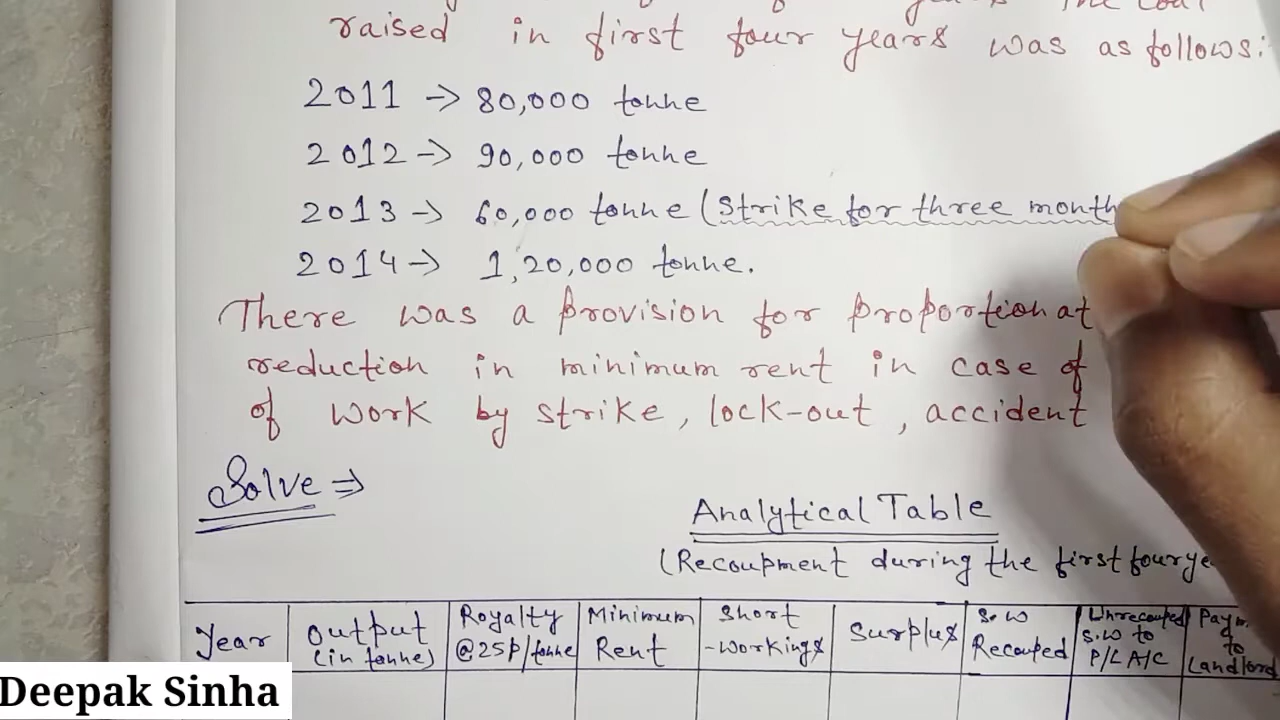 raised in first four years was as follows:
2011 -> 80,000 tonne
2012 -> 90,000 tonne
2013 -> 60,000 tonne (Strike for three month
2014 -> 1,20,000 tonne.
There was a provision for proportionat
reduction in minimum rent in case of
of work by strike, lock-out, accident
Solve ⇒
Analytical Table
(Recoupment during the first four ye
Year
Output (in tonne)
Royalty @25P/tonne
Minimum Rent
Short -workings
Surplus
S.W Recouped
Unrecouped S.W to P/L A/C
Paym. to Landlord
Deepak Sinha